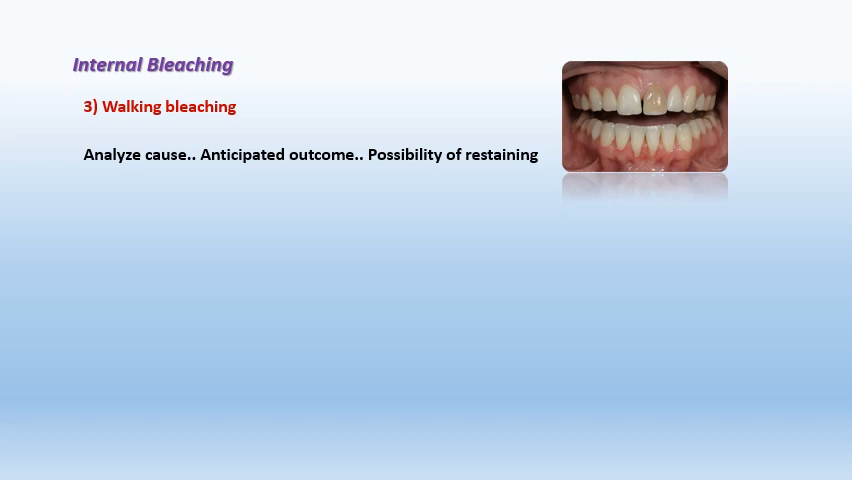 Internal Bleaching
3) Walking bleaching
Analyze cause.. Anticipated outcome.. Possibility of restaining